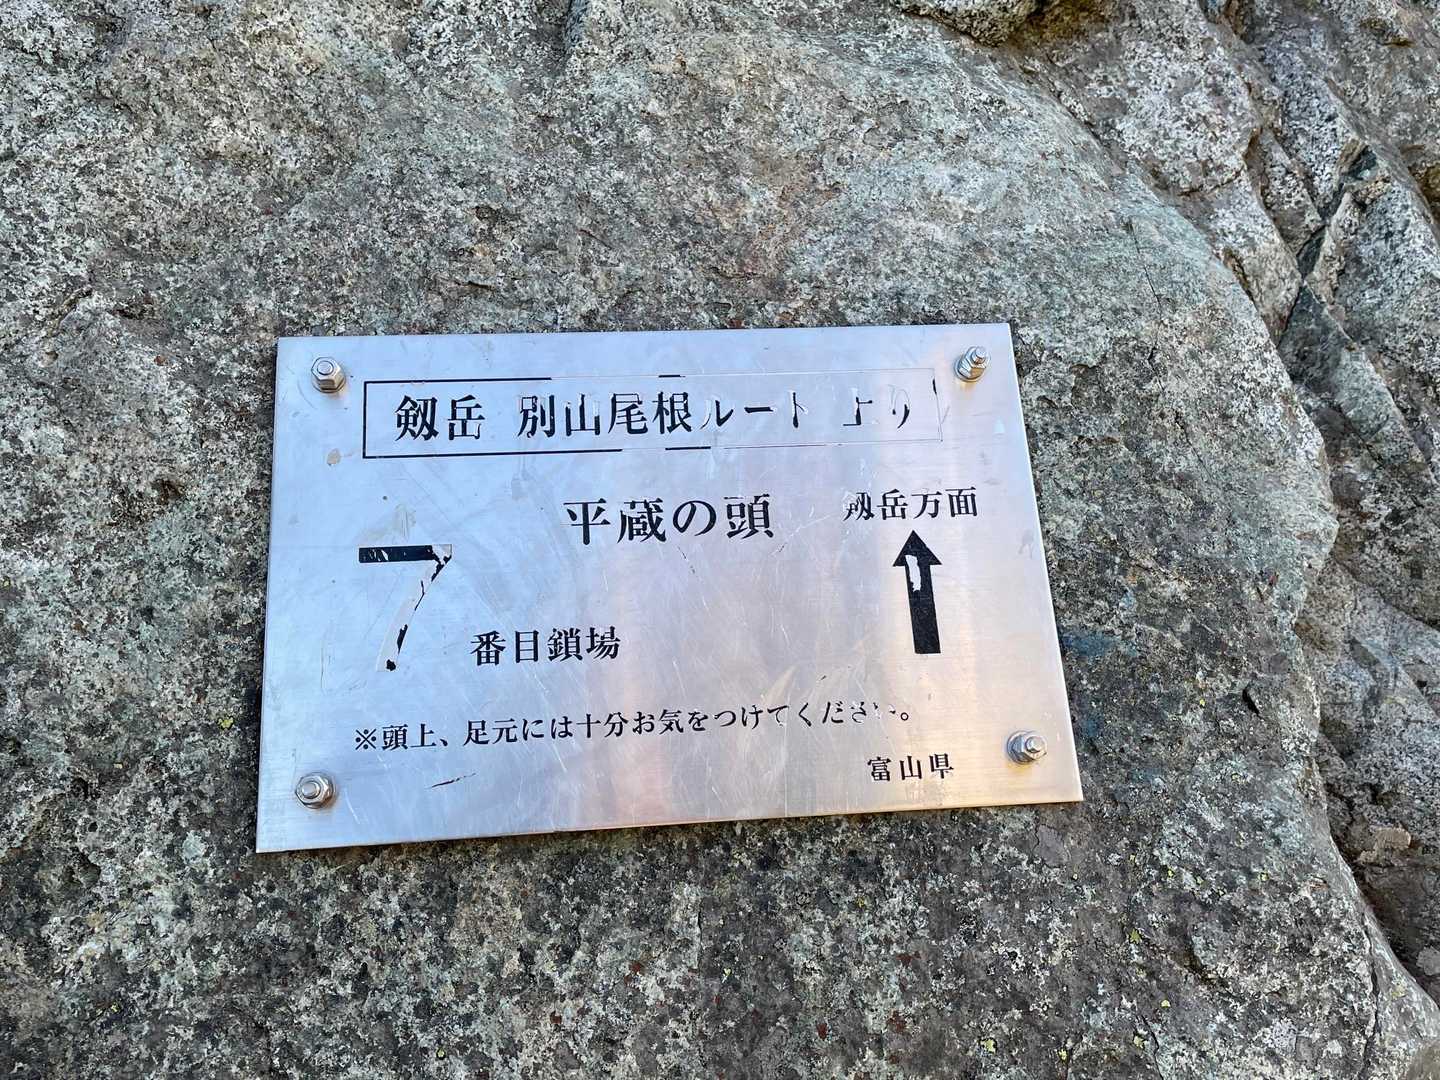 剱岳 別山尾根ルート より
平蔵の頭
剱岳方面
7
番目鎖場
※頭上、足元には十分お気をつけてください。
富山県